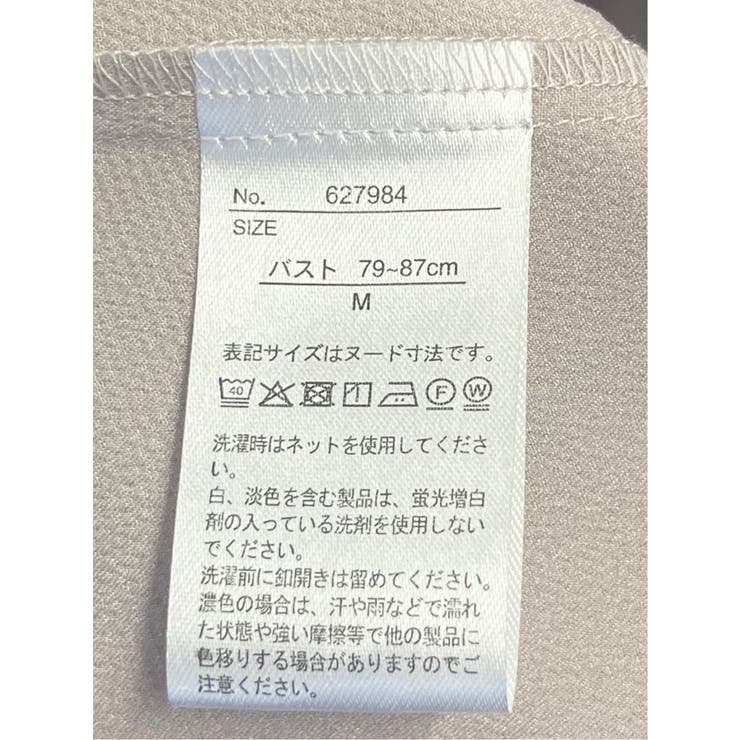 No. 627984
SIZE
バスト 79~87cm
M
表記サイズはヌード寸法です。
40 F W
洗濯時はネットを使用してくださ
い。
白、淡色を含む製品は、蛍光増白
剤の入っている洗剤を使用しない
でください。
洗濯前に釦開きは留めてください。
濃色の場合は、汗や雨などで濡れ
た状態や強い摩擦等で他の製品に
色移りする場合がありますのでご
注意ください。